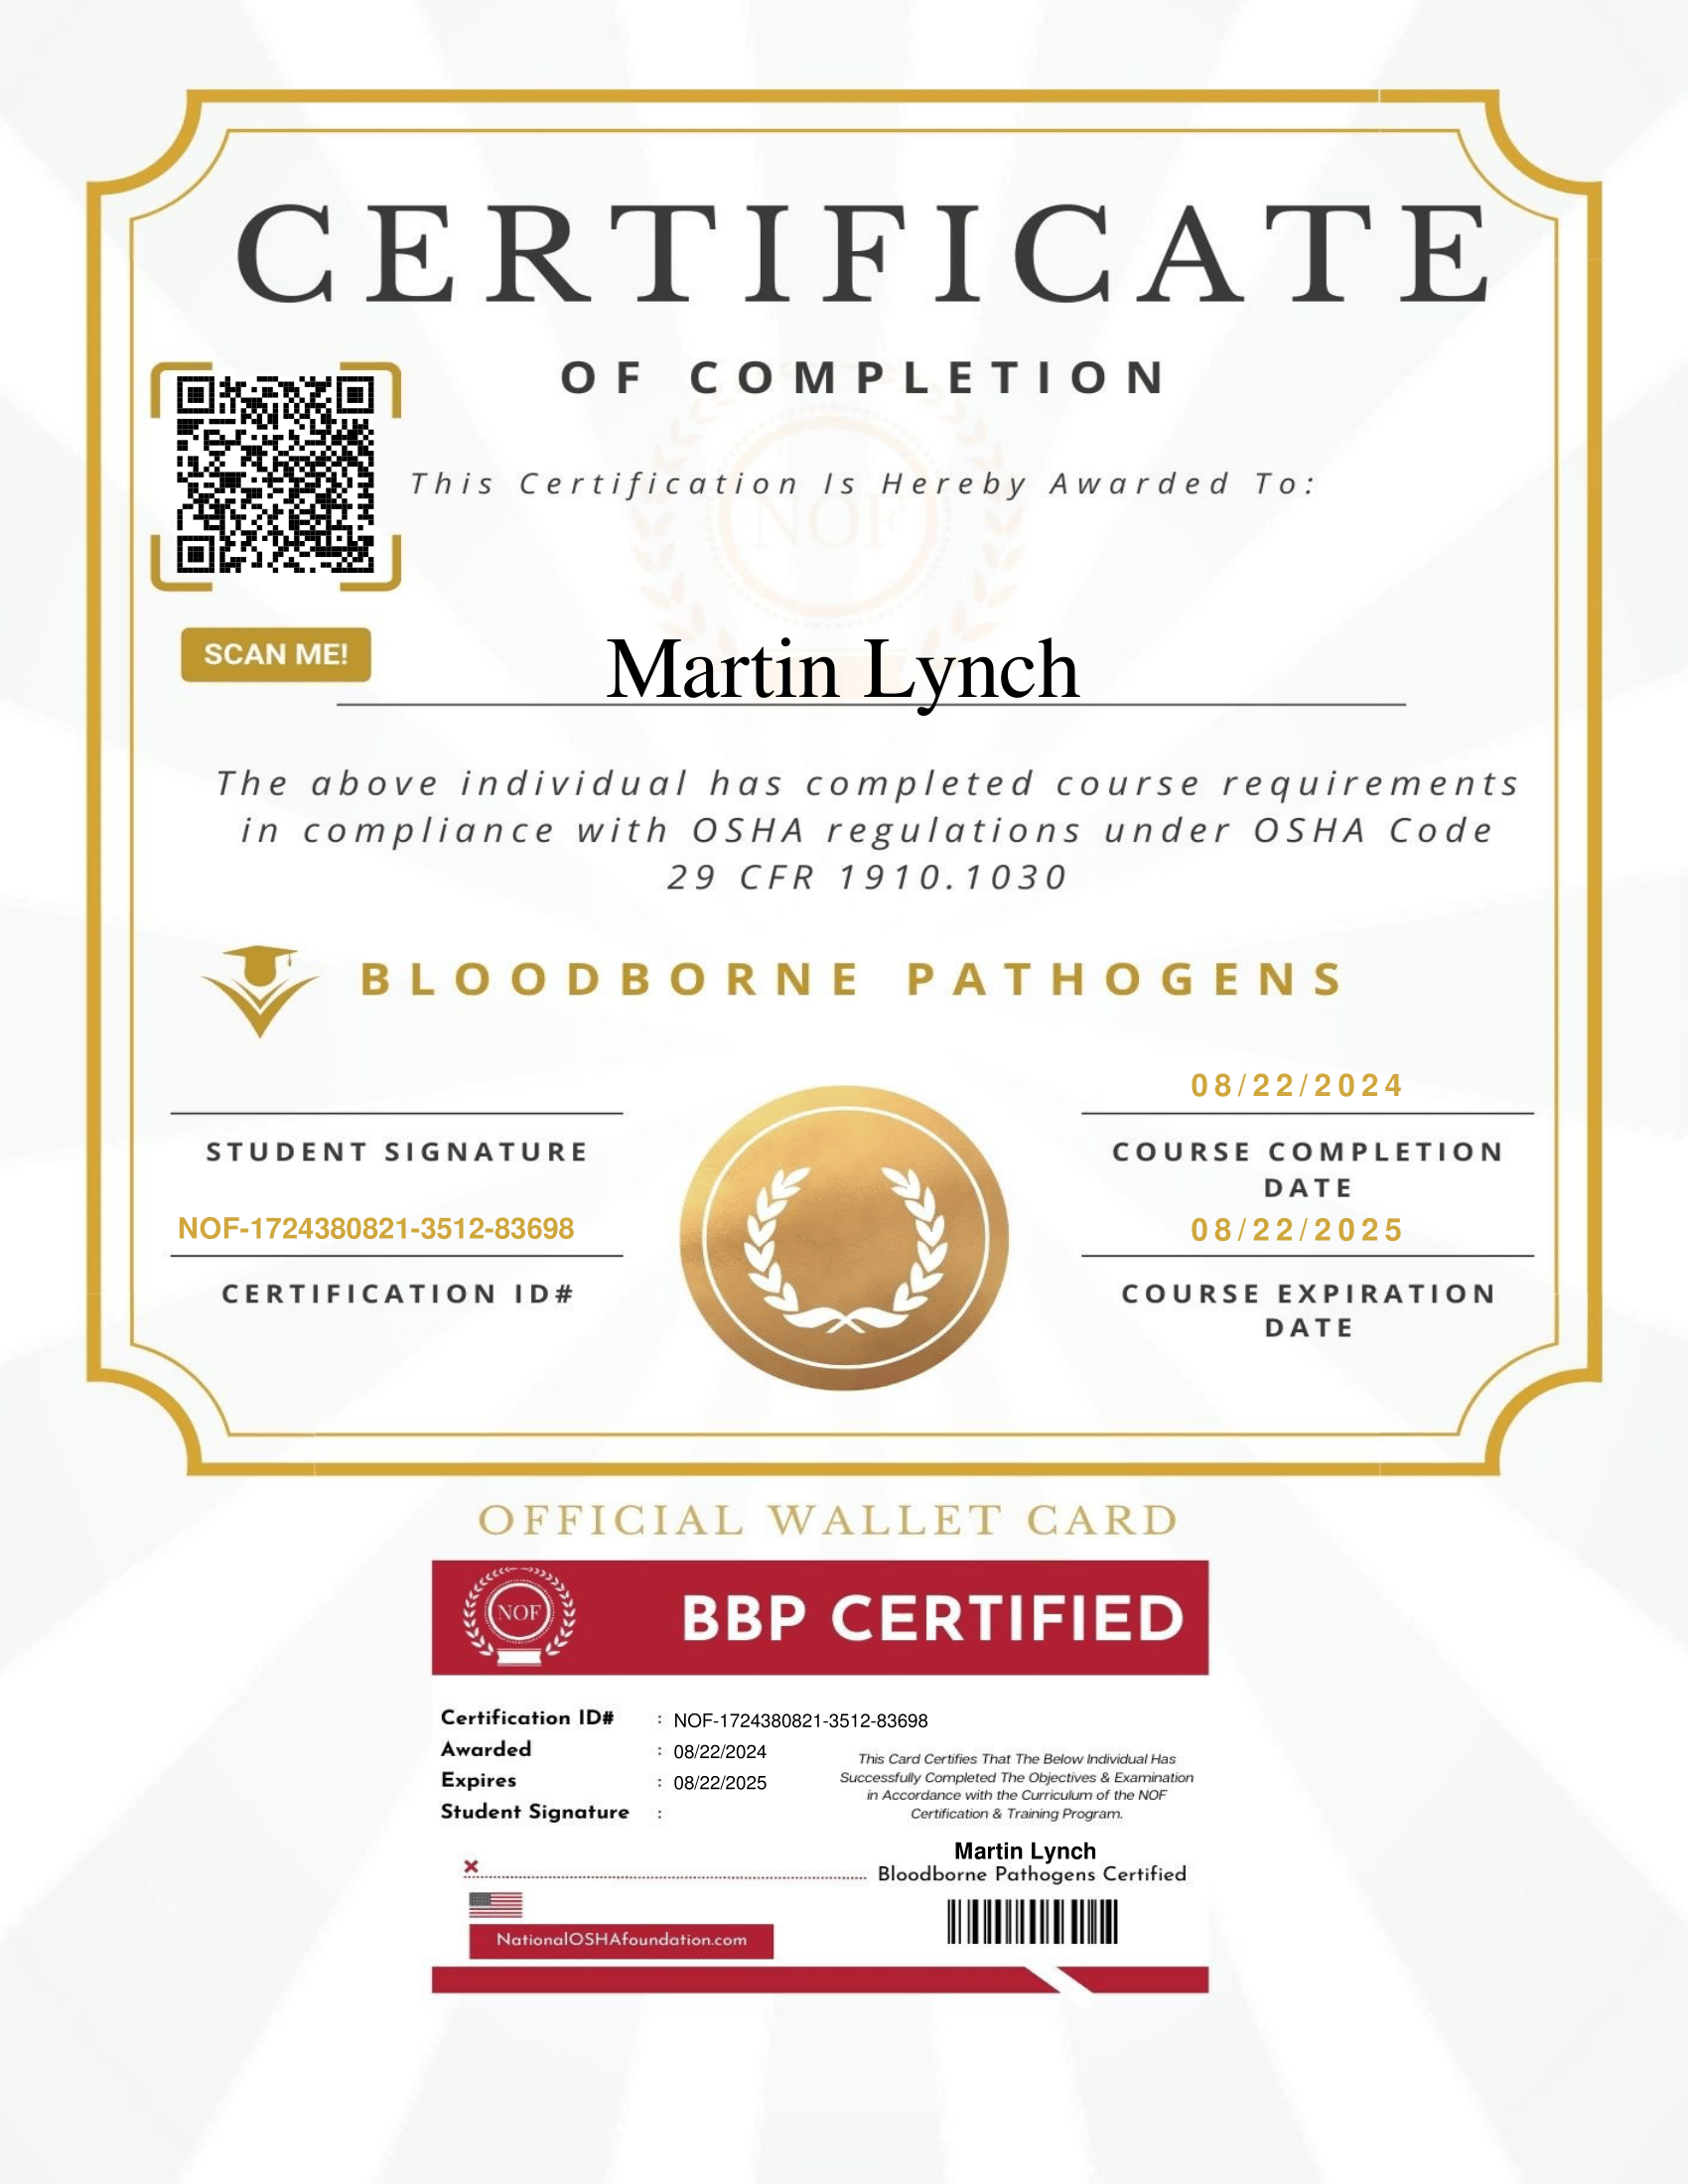 CERTIFICATE
OF COMPLETION
This Certification Is Hereby Awarded To:
NOF
SCAN ME!
Martin Lynch
The above individual has completed course requirements
in compliance with OSHA regulations under OSHA Code
29 CFR 1910.1030
BLOODBORNE PATHOGENS
08/22/2024
STUDENT SIGNATURE
COURSE COMPLETION
DATE
NOF-1724380821-3512-83698
08/22/2025
CERTIFICATION ID#
COURSE EXPIRATION
DATE
OFFICIAL WALLET CARD
NOF
BBP CERTIFIED
Certification ID# : NOF-1724380821-3512-83698
Awarded : 08/22/2024
Expires : 08/22/2025
Student Signature :
This Card Certifies That The Below Individual Has
Successfully Completed The Objectives & Examination
in Accordance with the Curriculum of the NOF
Certification & Training Program.
Martin Lynch
x
Bloodborne Pathogens Certified
NationalOSHAfoundation.com